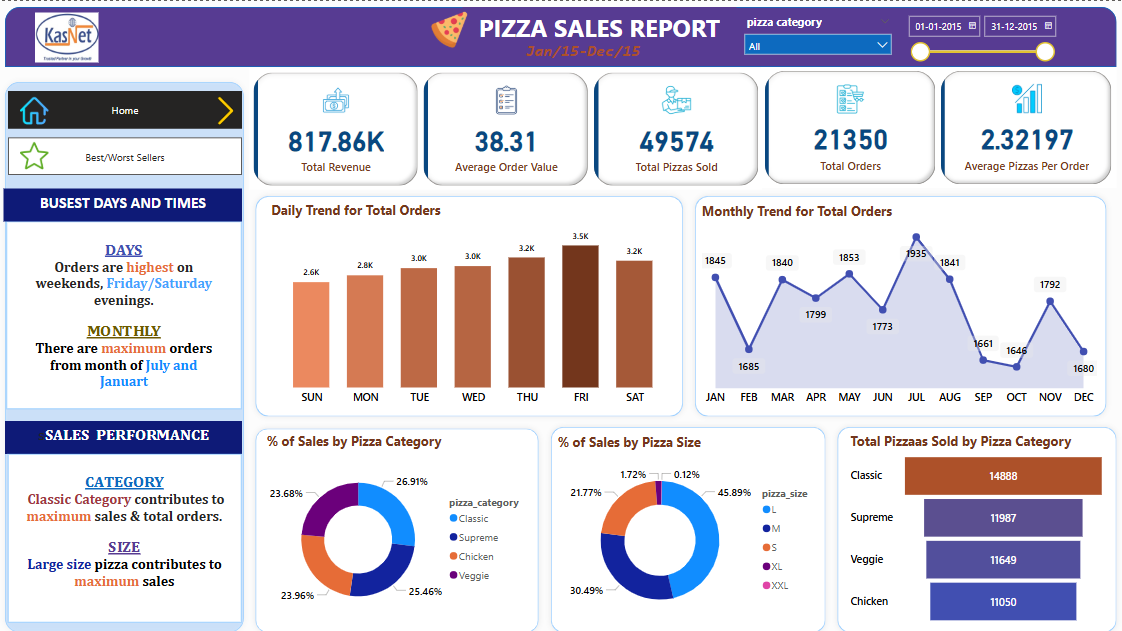 KasNet
Trusted Partner in your Growth!
PIZZA SALES REPORT
Jan/15-Dec/15
pizza category
All
01-01-2015
31-12-2015
Home
Best/Worst Sellers
BUSEST DAYS AND TIMES
DAYS
Orders are highest on
weekends, Friday/Saturday
evenings.
MONTHLY
There are maximum orders
from month of July and
Januart
SALES PERFORMANCE
CATEGORY
Classic Category contributes to
maximum sales & total orders.
SIZE
Large size pizza contributes to
maximum sales
817.86K
Total Revenue
38.31
Average Order Value
49574
Total Pizzas Sold
21350
Total Orders
2.32197
Average Pizzas Per Order
Daily Trend for Total Orders
2.6K
2.8K
3.0K
3.0K
3.2K
3.5K
3.2K
SUN MON TUE WED THU FRI SAT
Monthly Trend for Total Orders
1845
1685
1840
1799
1853
1773
1935
1841
1661
1646
1792
1680
JAN FEB MAR APR MAY JUN JUL AUG SEP OCT NOV DEC
% of Sales by Pizza Category
26.91%
25.46%
23.96%
23.68%
pizza_category
Classic
Supreme
Chicken
Veggie
% of Sales by Pizza Size
45.89%
30.49%
21.77%
1.72%
0.12%
pizza_size
L
M
S
XL
XXL
Total Pizzaas Sold by Pizza Category
Classic 14888
Supreme 11987
Veggie 11649
Chicken 11050